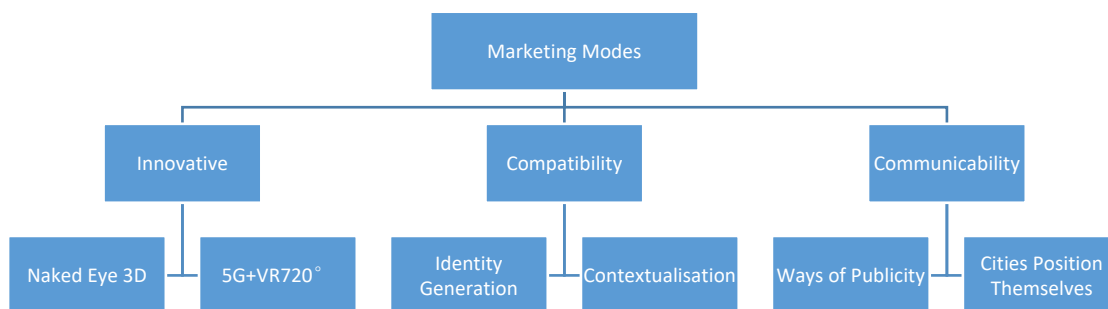 Marketing Modes
Innovative
Compatibility
Communicability
Naked Eye 3D
5G+VR720°
Identity
Generation
Contextualisation
Ways of Publicity
Cities Position
Themselves